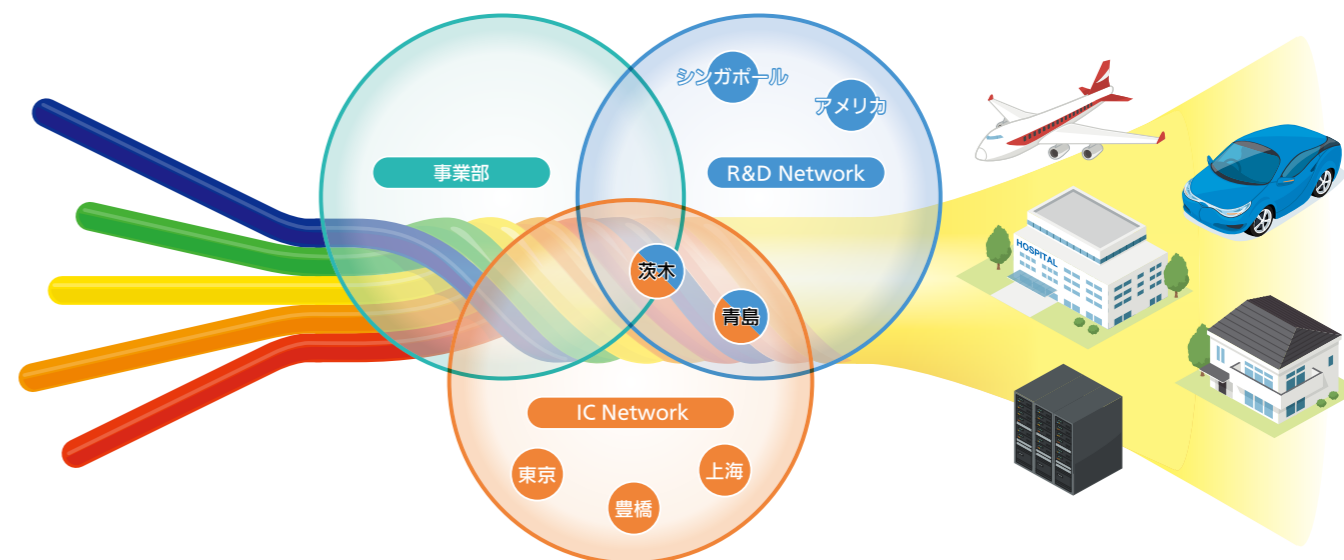 シンガポール
アメリカ
事業部
R&D Network
茨木
青島
IC Network
東京
豊橋
上海
HOSPITAL